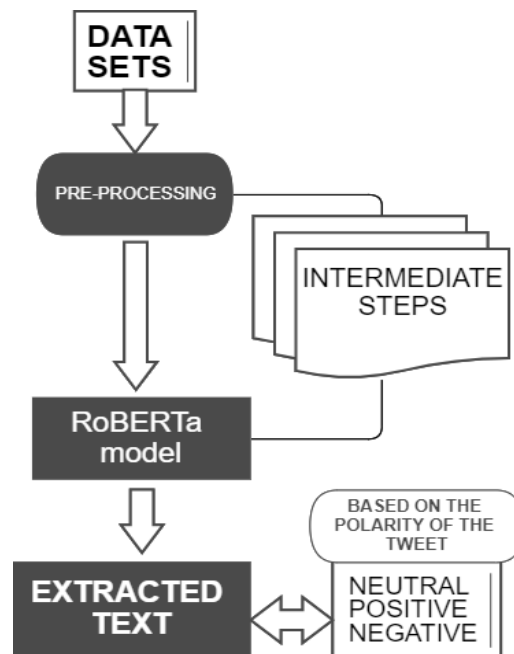 DATA
SETS
PRE-PROCESSING
INTERMEDIATE
STEPS
RoBERTa
model
BASED ON THE
POLARITY OF THE
TWEET
EXTRACTED
TEXT
NEUTRAL
POSITIVE
NEGATIVE